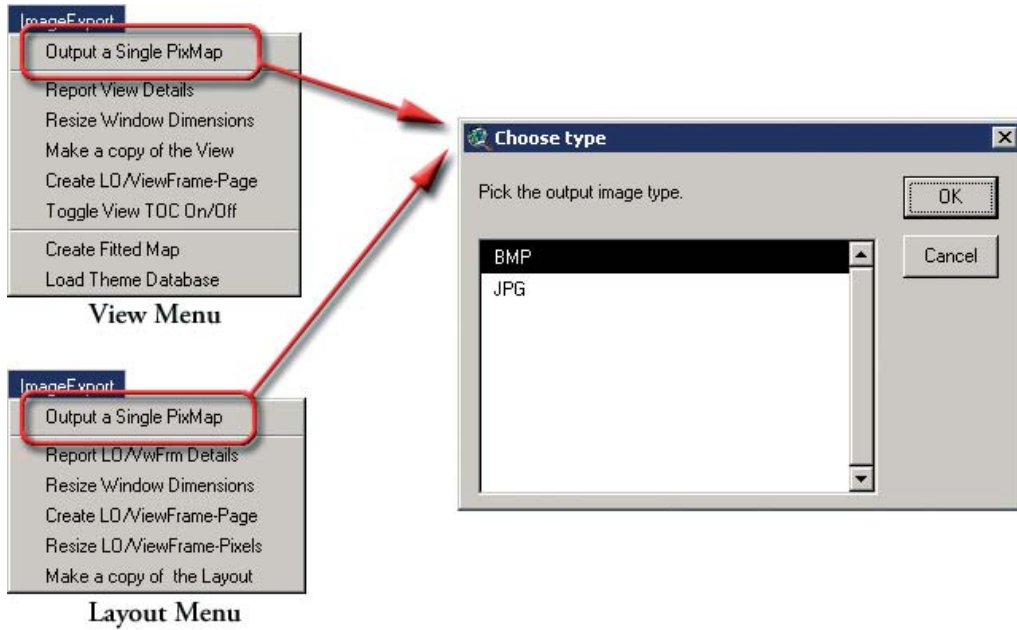 ImageExport
Output a Single PixMap
Report View Details
Resize Window Dimensions
Make a copy of the View
Create LO/ViewFrame-Page
Toggle View TOC On/Off
Create Fitted Map
Load Theme Database
View Menu
ImageExport
Output a Single PixMap
Report LO/VwFrm Details
Resize Window Dimensions
Create LO/ViewFrame-Page
Resize LO/ViewFrame-Pixels
Make a copy of the Layout
Layout Menu
Choose type
Pick the output image type.
OK
Cancel
BMP
JPG